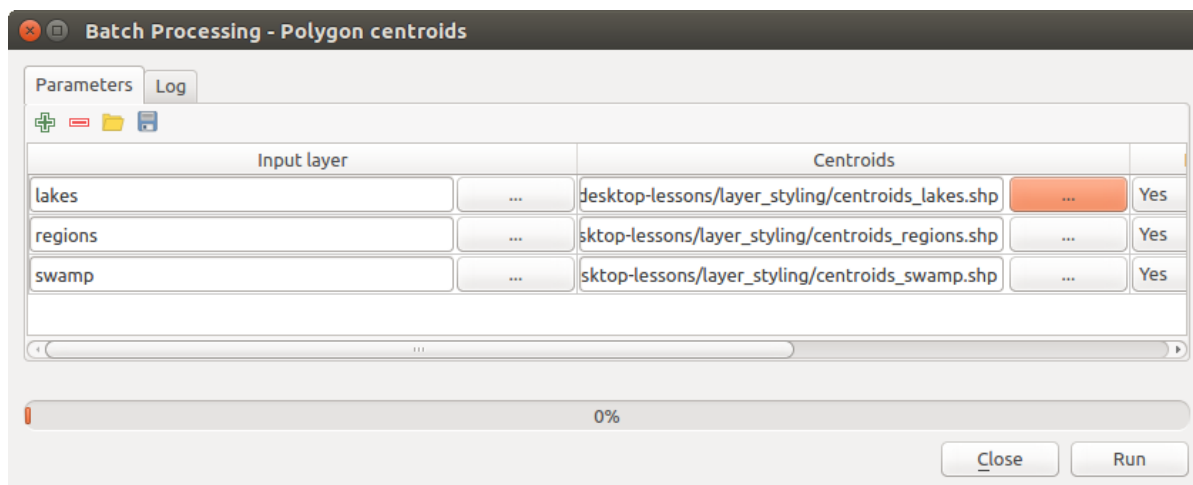 Batch Processing - Polygon centroids
Parameters Log
Input layer Centroids
lakes ... desktop-lessons/layer_styling/centroids_lakes.shp ... Yes
regions ... sktop-lessons/layer_styling/centroids_regions.shp ... Yes
swamp ... sktop-lessons/layer_styling/centroids_swamp.shp ... Yes
0%
Close Run